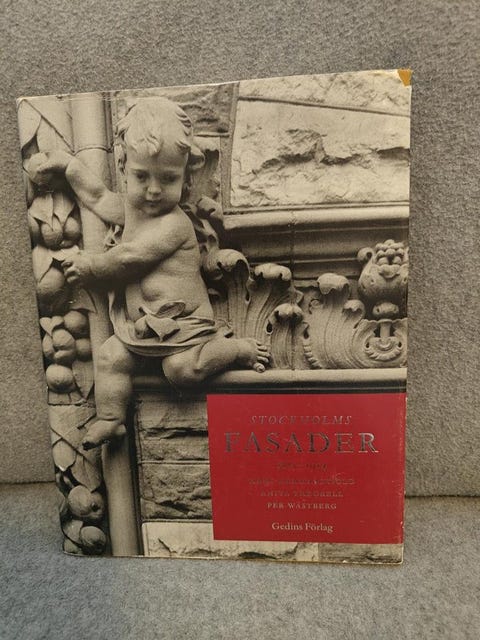 STOCKHOLMS
FASADER
ANITA THEORELL
PER WÄSTBERG
Gedins Förlag